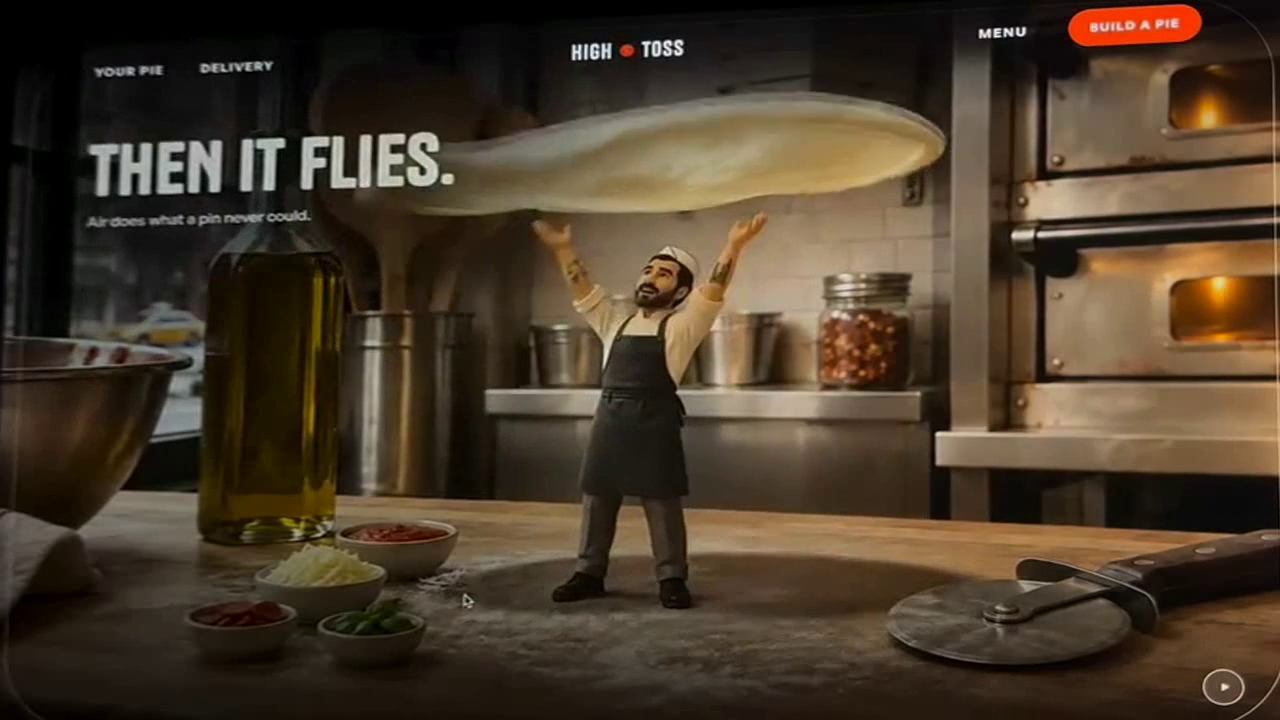 YOUR PIE
DELIVERY
HIGH TOSS
MENU
BUILD A PIE
THEN IT FLIES.
Air does what a pin never could.